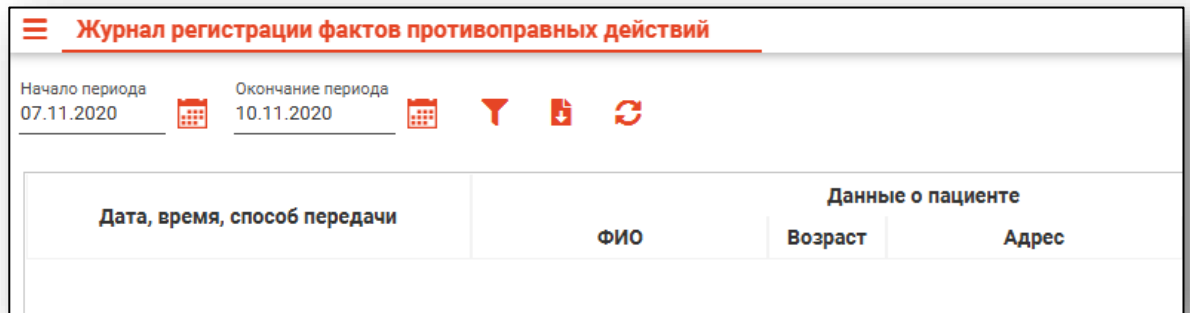 Журнал регистрации фактов противоправных действий
Начало периода Окончание периода
07.11.2020 10.11.2020
Данные о пациенте
Дата, время, способ передачи
ФИО Возраст Адрес